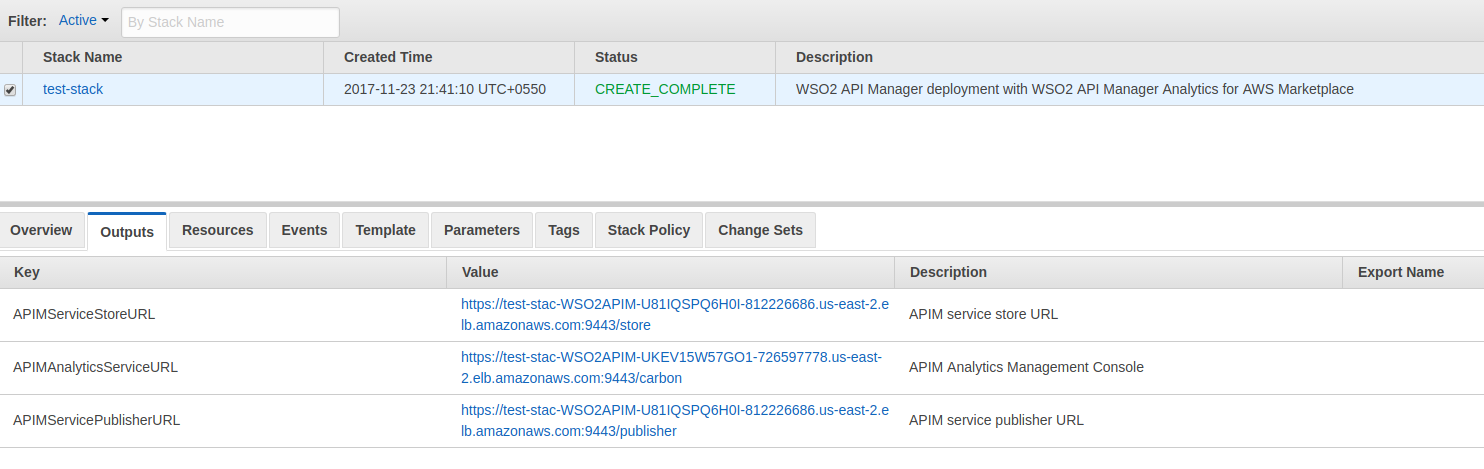 Filter: Active By Stack Name
Stack Name Created Time Status Description
test-stack 2017-11-23 21:41:10 UTC+0550 CREATE_COMPLETE WSO2 API Manager deployment with WSO2 API Manager Analytics for AWS Marketplace
Overview Outputs Resources Events Template Parameters Tags Stack Policy Change Sets
Key Value Description Export Name
APIMServiceStoreURL https://test-stac-WSO2APIM-U81IQSPQ6H0I-812226686.us-east-2.e APIM service store URL
lb.amazonaws.com:9443/store
APIMAnalyticsServiceURL https://test-stac-WSO2APIM-UKEV15W57GO1-726597778.us-east- APIM Analytics Management Console
2.elb.amazonaws.com:9443/carbon
APIMServicePublisherURL https://test-stac-WSO2APIM-U81IQSPQ6H0I-812226686.us-east-2.e APIM service publisher URL
lb.amazonaws.com:9443/publisher